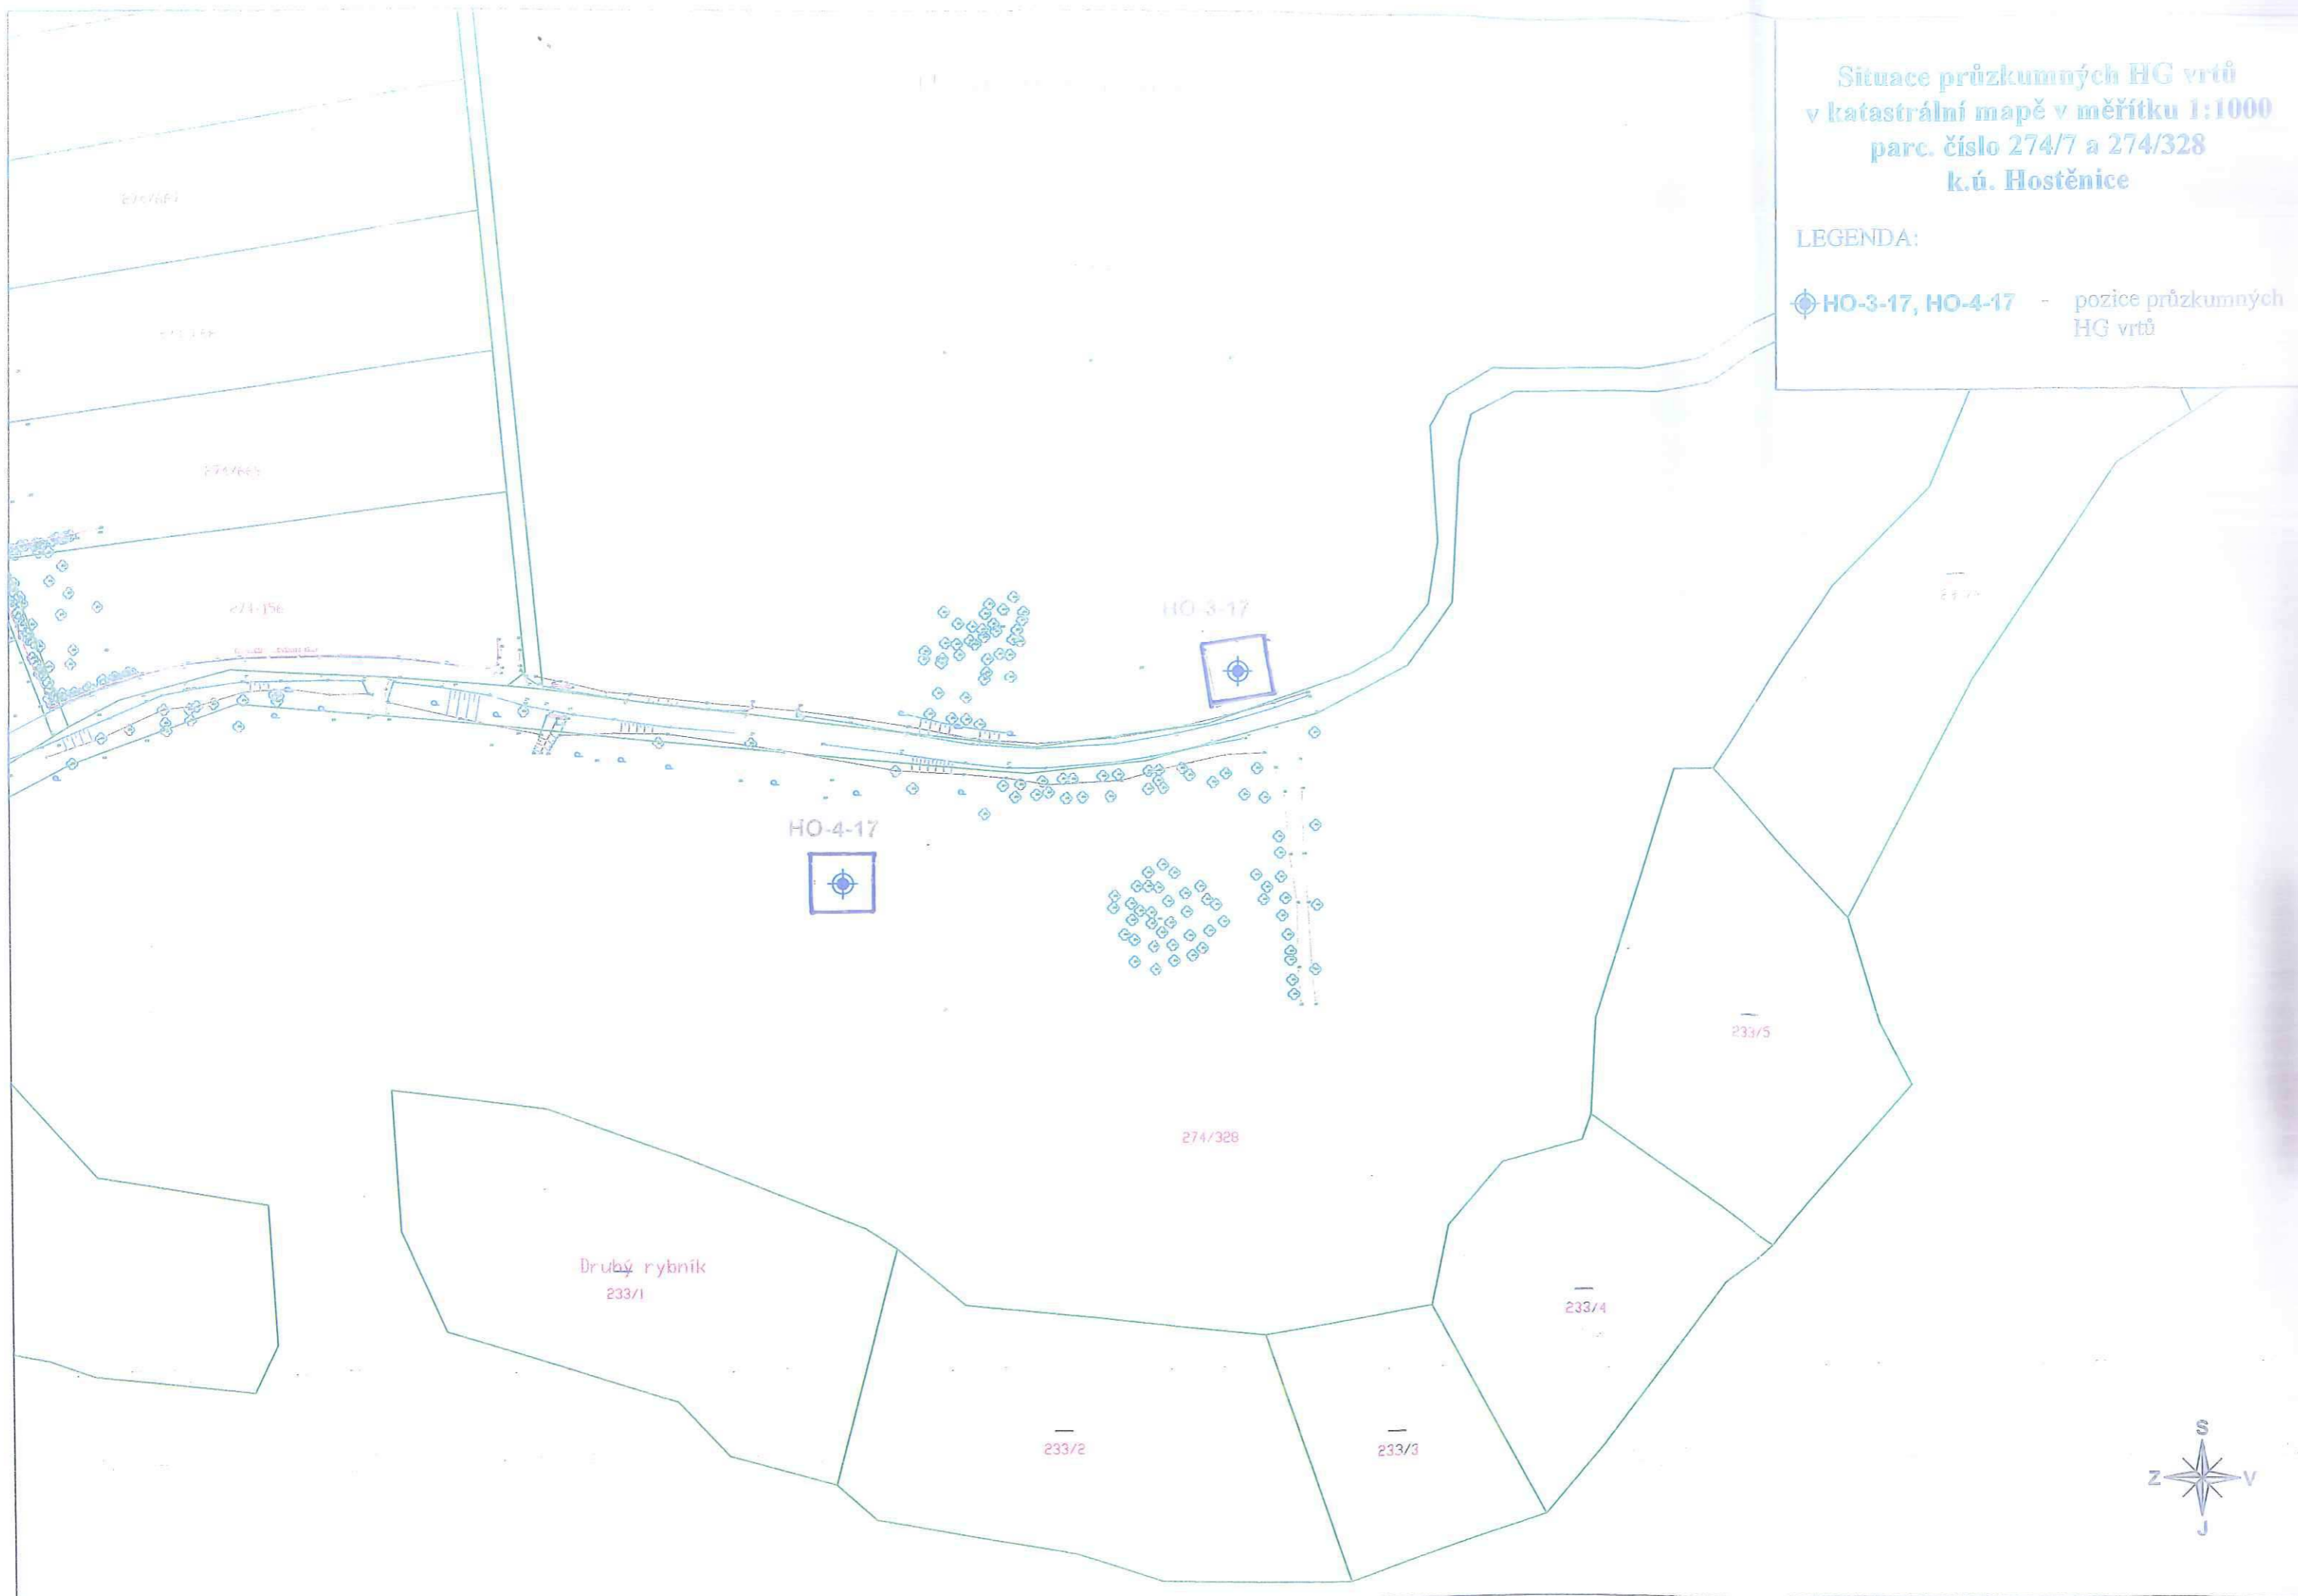 Situace průzkumných HG vrtů
v katastrální mapě v měřítku 1:1000
parc. číslo 274/7 a 274/328
k.ú. Hostěnice
LEGENDA:
HO-3-17, HO-4-17 - pozice průzkumných
HG vrtů
HO-3-17
HO-4-17
233/5
274/328
Druhý rybník
233/1
233/4
233/2
233/3
S
Z V
J